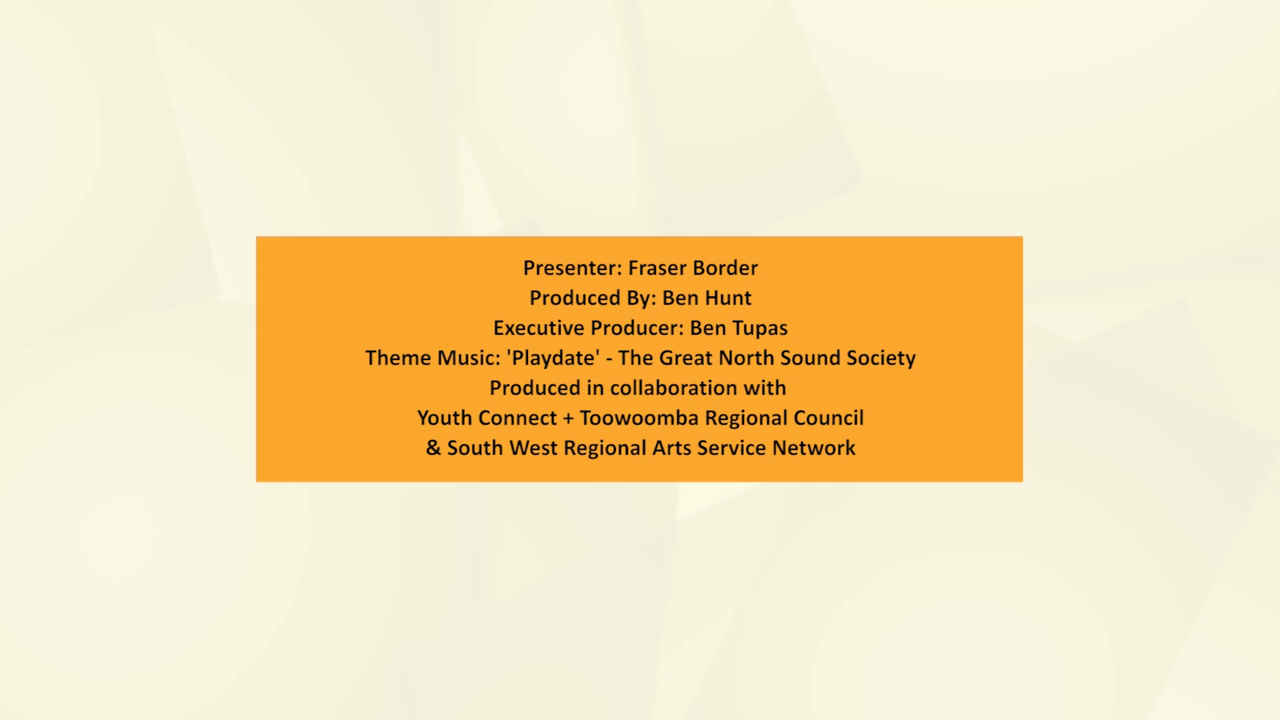 Presenter: Fraser Border
Produced By: Ben Hunt
Executive Producer: Ben Tupas
Theme Music: 'Playdate' - The Great North Sound Society
Produced in collaboration with
Youth Connect + Toowoomba Regional Council
& South West Regional Arts Service Network